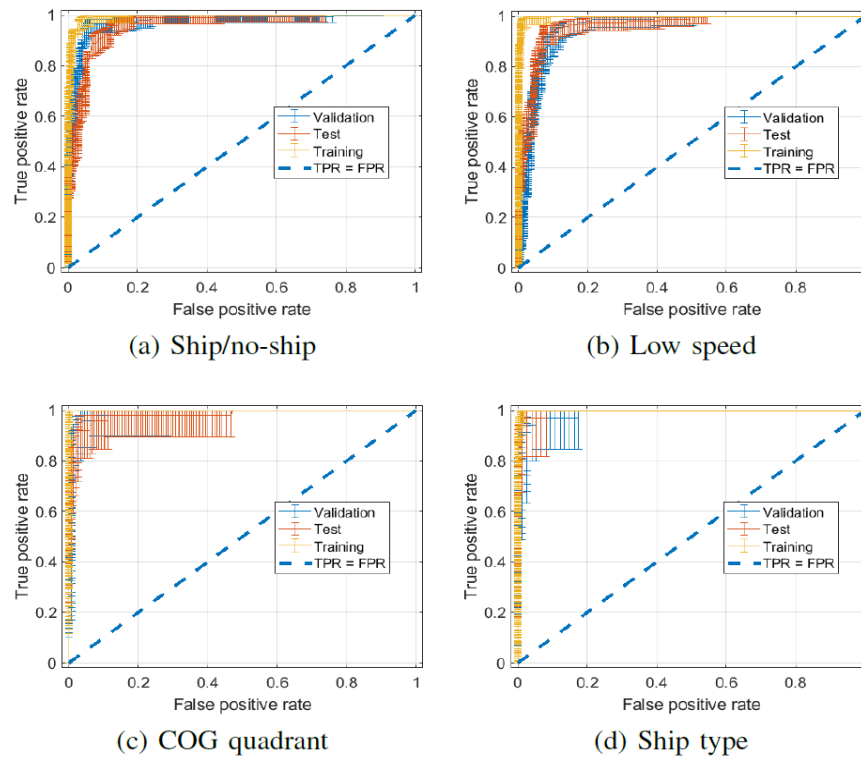 1
0.8
0.6
0.4
0.2
0
True positive rate
Validation
Test
Training
TPR = FPR
0 0.2 0.4 0.6 0.8 1
False positive rate
(a) Ship/no-ship
1
0.8
0.6
0.4
0.2
0
True positive rate
Validation
Test
Training
TPR = FPR
0 0.2 0.4 0.6 0.8
False positive rate
(b) Low speed
1
0.8
0.6
0.4
0.2
0
True positive rate
Validation
Test
Training
TPR = FPR
0 0.2 0.4 0.6 0.8 1
False positive rate
(c) COG quadrant
1
0.8
0.6
0.4
0.2
0
True positive rate
Validation
Test
Training
TPR = FPR
0 0.2 0.4 0.6 0.8
False positive rate
(d) Ship type